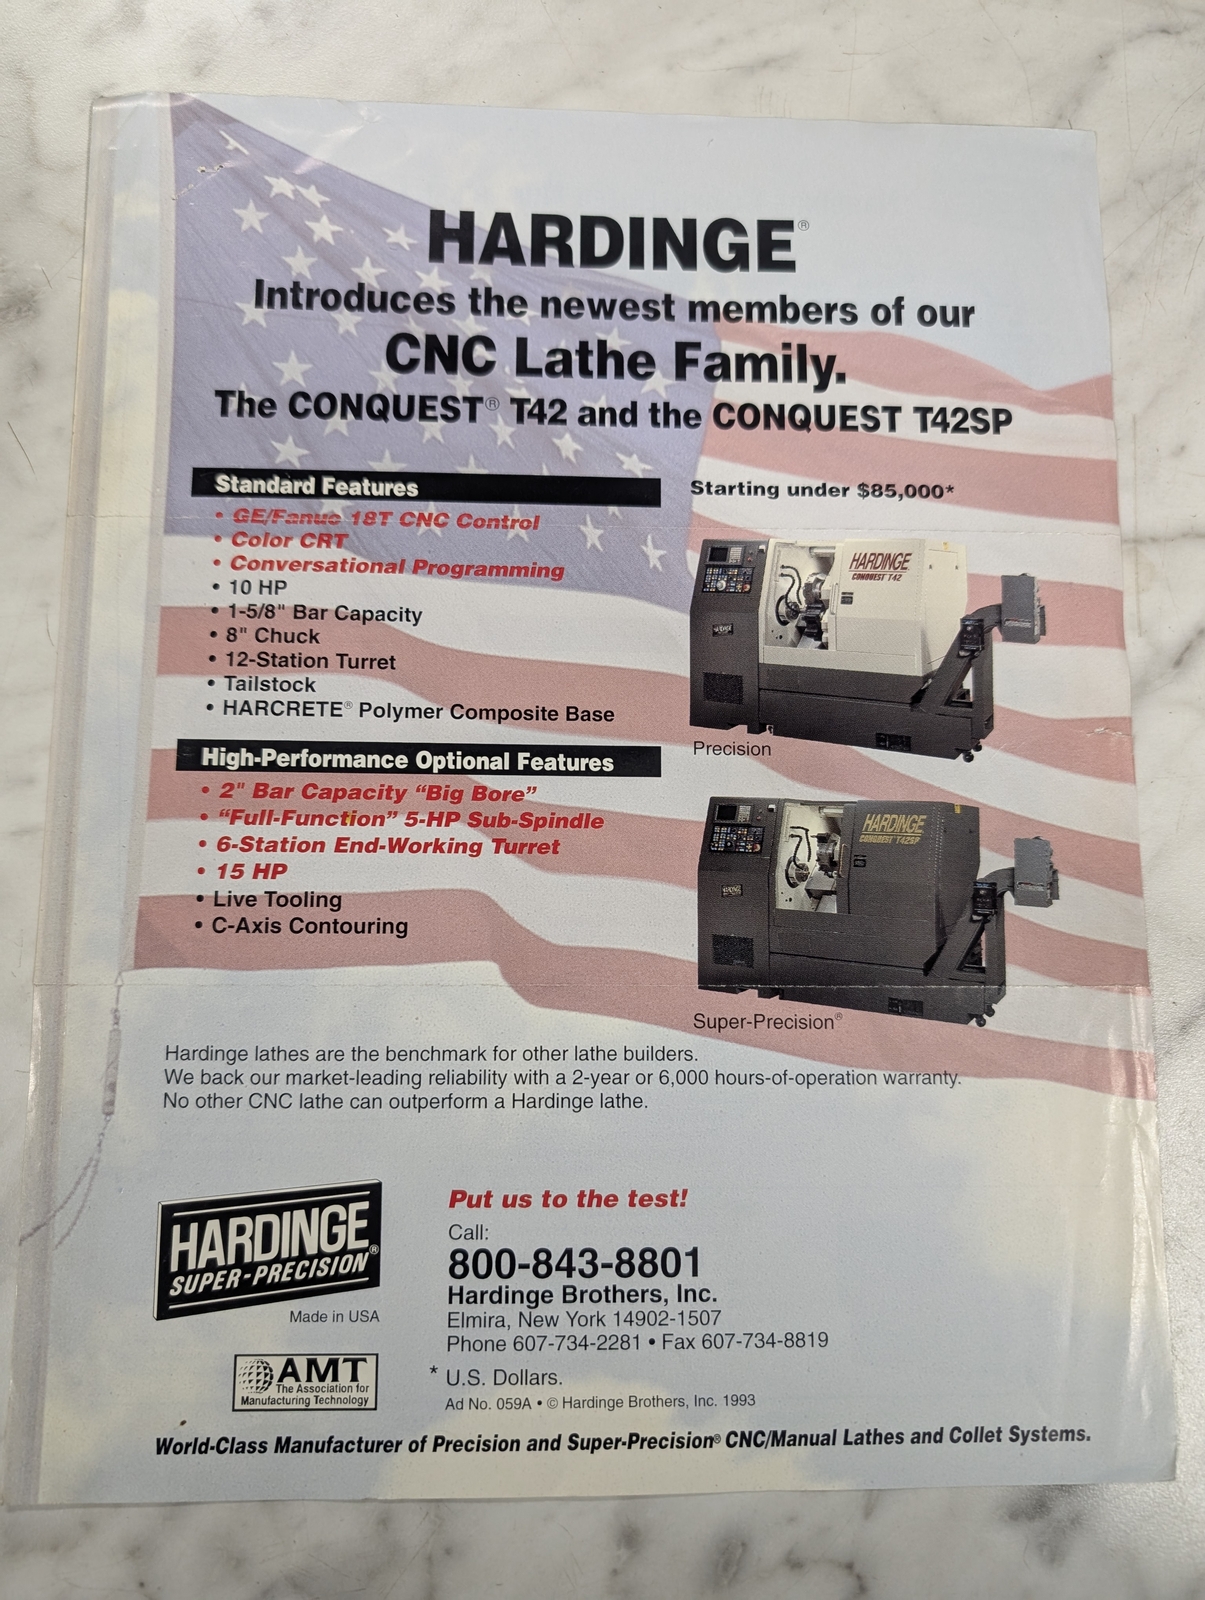 HARDINGE®
Introduces the newest members of our
CNC Lathe Family.
The CONQUEST® T42 and the CONQUEST T42SP
Standard Features
• GE/Fanuc 18T CNC Control
• Color CRT
• Conversational Programming
• 10 HP
• 1-5/8" Bar Capacity
• 8" Chuck
• 12-Station Turret
• Tailstock
• HARCRETE® Polymer Composite Base
Starting under $85,000*
HARDINGE
CONQUEST T42
Precision
High-Performance Optional Features
• 2" Bar Capacity “Big Bore”
• “Full-Function” 5-HP Sub-Spindle
• 6-Station End-Working Turret
• 15 HP
• Live Tooling
• C-Axis Contouring
HARDINGE
CONQUEST T42SP
HARDINGE
Super-Precision®
Hardinge lathes are the benchmark for other lathe builders.
We back our market-leading reliability with a 2-year or 6,000 hours-of-operation warranty.
No other CNC lathe can outperform a Hardinge lathe.
HARDINGE®
SUPER-PRECISION
Made in USA
AMT
The Association for
Manufacturing Technology
Put us to the test!
Call:
800-843-8801
Hardinge Brothers, Inc.
Elmira, New York 14902-1507
Phone 607-734-2281 • Fax 607-734-8819
* U.S. Dollars.
Ad No. 059A • © Hardinge Brothers, Inc. 1993
World-Class Manufacturer of Precision and Super-Precision® CNC/Manual Lathes and Collet Systems.